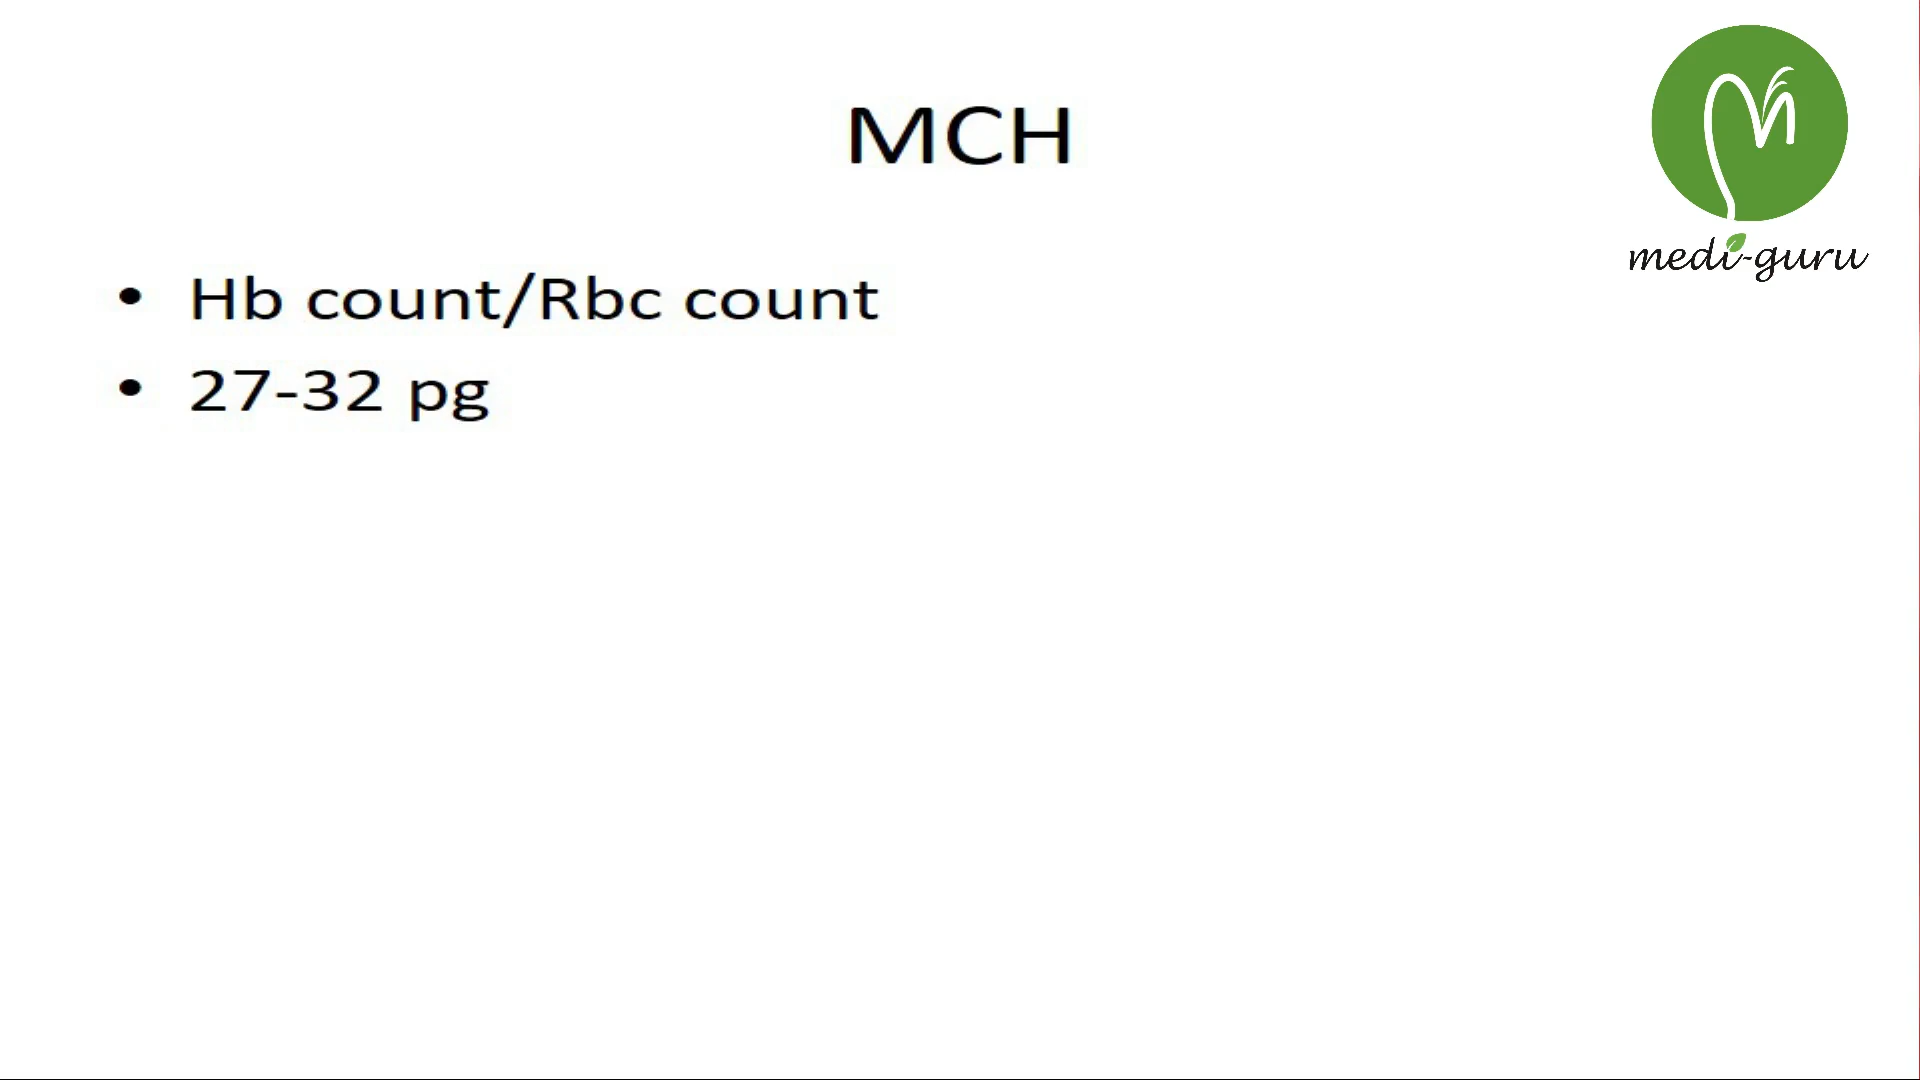 MCH
medi-guru
• Hb count/Rbc count
• 27-32 pg